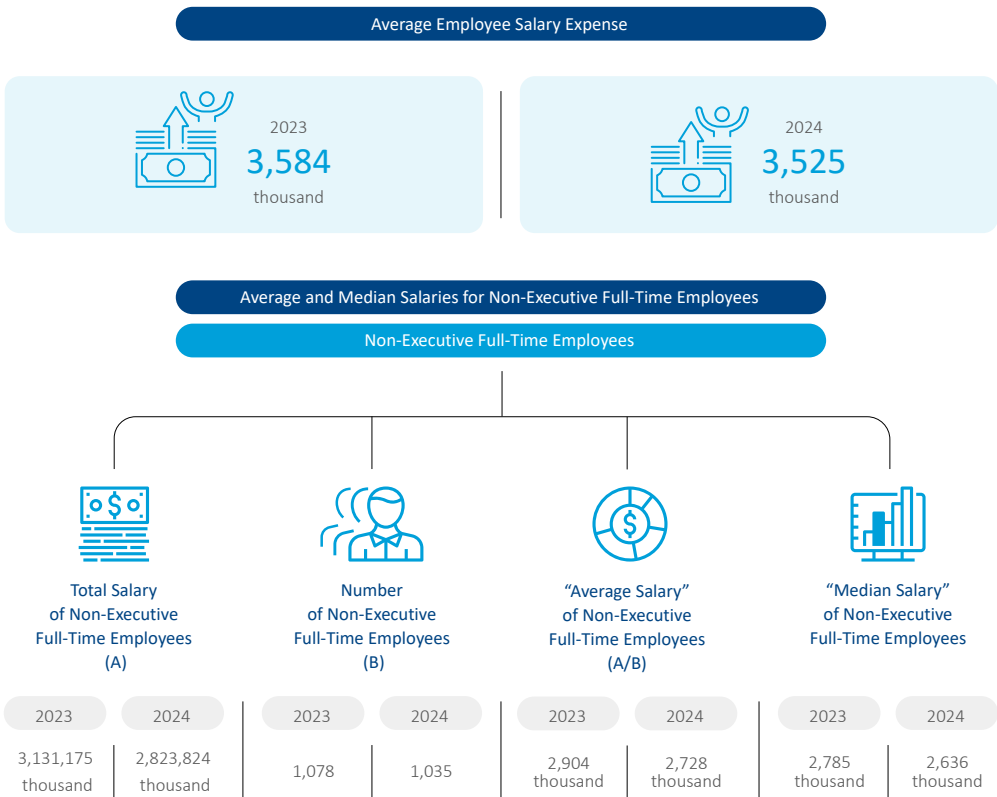 Average Employee Salary Expense
2023
3,584
thousand
2024
3,525
thousand
Average and Median Salaries for Non-Executive Full-Time Employees
Non-Executive Full-Time Employees
$
$
Total Salary
of Non-Executive
Full-Time Employees
(A)
Number
of Non-Executive
Full-Time Employees
(B)
“Average Salary”
of Non-Executive
Full-Time Employees
(A/B)
“Median Salary”
of Non-Executive
Full-Time Employees
2023
2024
3,131,175
thousand
2,823,824
thousand
2023
2024
1,078
1,035
2023
2024
2,904
thousand
2,728
thousand
2023
2024
2,785
thousand
2,636
thousand